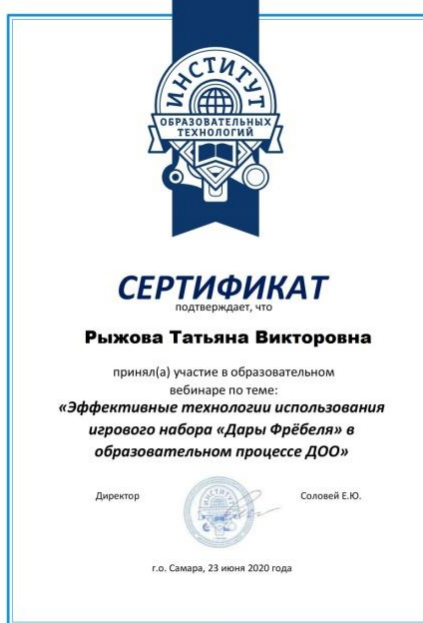 ИНСТИТУТ
ОБРАЗОВАТЕЛЬНЫХ
ТЕХНОЛОГИЙ
СЕРТИФИКАТ
подтверждает, что
Рыжова Татьяна Викторовна
принял(а) участие в образовательном
вебинаре по теме:
«Эффективные технологии использования
игрового набора «Дары Фрёбеля» в
образовательном процессе ДОО»
Директор
ИНСТИТУТ
Соловей Е.Ю.
г.о. Самара, 23 июня 2020 года